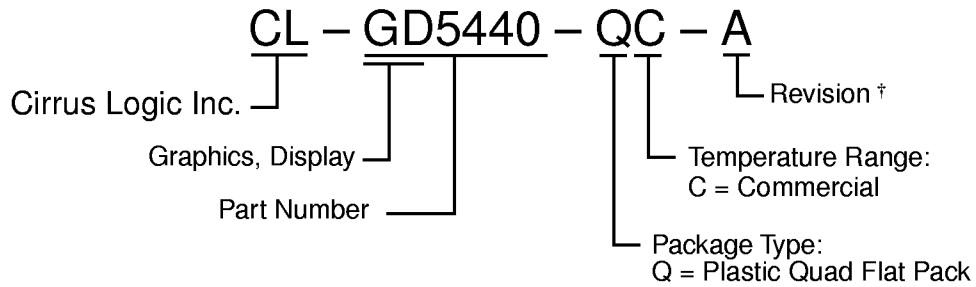 CL – GD5440 – QC – A
Cirrus Logic Inc.
Revision †
Graphics, Display
Temperature Range:
C = Commercial
Part Number
Package Type:
Q = Plastic Quad Flat Pack